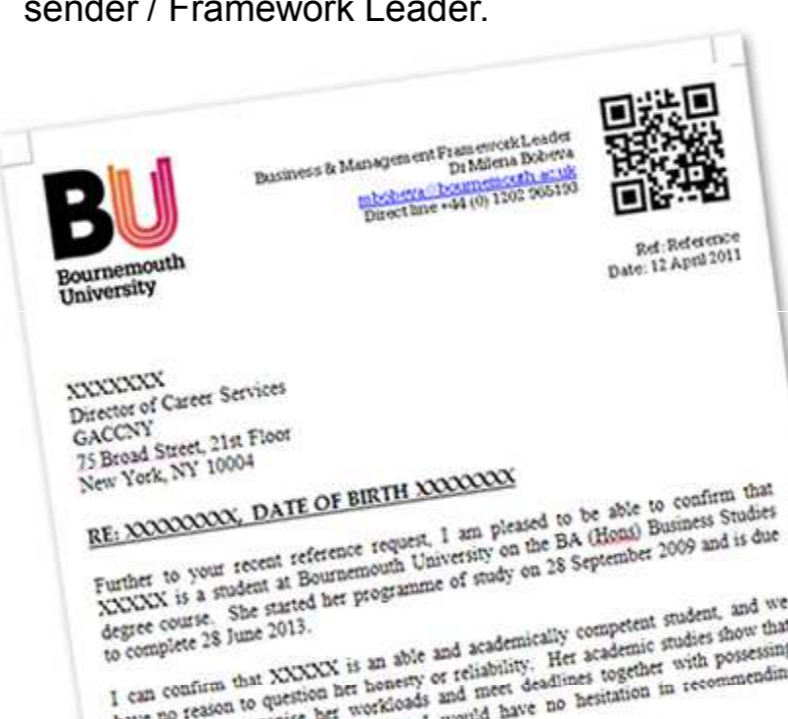 sender / Framework Leader.
BU
Bournemouth
University
Business & Management Framework Leader
Dr Milena Bobeva
mbobeva@bournemouth.ac.uk
Direct line +44 (0) 1202 965193
Ref: Reference
Date: 12 April 2011
XXXXXXX
Director of Career Services
GACCNY
75 Broad Street, 21st Floor
New York, NY 10004
RE: XXXXXXXXX, DATE OF BIRTH XXXXXXXX
Further to your recent reference request, I am pleased to be able to confirm that
XXXXX is a student at Bournemouth University on the BA (Hons) Business Studies
degree course. She started her programme of study on 28 September 2009 and is due
to complete 28 June 2013.
I can confirm that XXXXX is an able and academically competent student, and we
have no reason to question her honesty or reliability. Her academic studies show that
her workloads and meet deadlines together with possessing
would have no hesitation in recommending